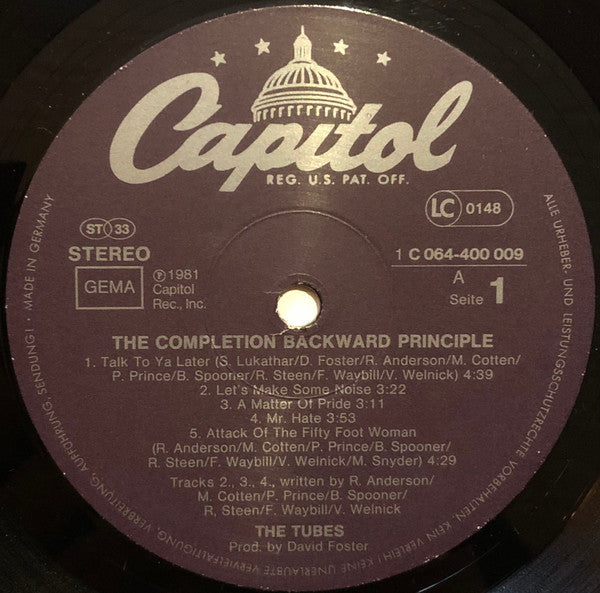 Capitol
REG. U.S. PAT. OFF.
LC 0148
ST 33
STEREO
GEMA
℗ 1981
Capitol
Rec., Inc.
1 C 064-400 009
A
Seite 1
THE COMPLETION BACKWARD PRINCIPLE
1. Talk To Ya Later (S. Lukathar/D. Foster/R. Anderson/M. Cotten/
P. Prince/B. Spooner/R. Steen/F. Waybill/V. Welnick) 4:39
2. Let's Make Some Noise 3:22
3. A Matter Of Pride 3:11
4. Mr. Hate 3:53
5. Attack Of The Fifty Foot Woman
(R. Anderson/M. Cotten/P. Prince/B. Spooner/
R. Steen/F. Waybill/V. Welnick/M. Snyder) 4:29
Tracks 2., 3., 4., written by R. Anderson/
M. Cotten/P. Prince/B. Spooner/
R, Steen/F. Waybill/V. Welnick
THE TUBES
Prod. by David Foster
ALLE URHEBER- UND LEISTUNGSSCHUTZRECHTE VORBEHALTEN. KEIN VERLEIH! KEINE UNERLAUBTE VERVIELFÄLTIGUNG, VERBREITUNG, AUFFÜHRUNG, SENDUNG! · MADE IN GERMANY